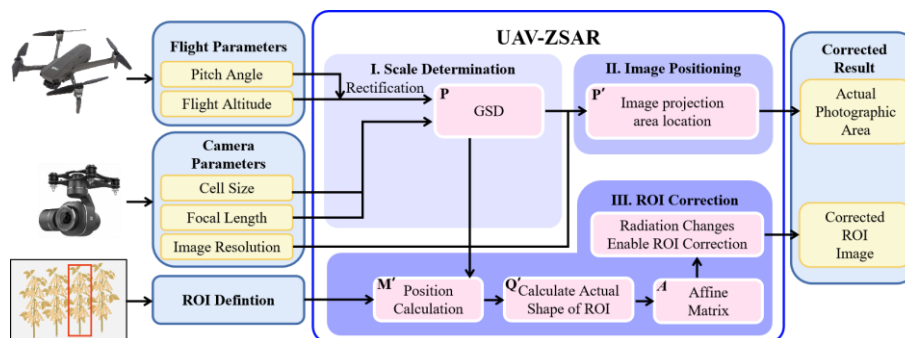 UAV-ZSAR
Flight Parameters
Pitch Angle
Flight Altitude
Camera
Parameters
Cell Size
Focal Length
Image Resolution
ROI Defintion
I. Scale Determination
Rectification
P
GSD
II. Image Positioning
P′
Image projection
area location
III. ROI Correction
Radiation Changes
Enable ROI Correction
M′
Position
Calculation
Q′
Calculate Actual
Shape of ROI
A
Affine
Matrix
Corrected
Result
Actual
Photographic
Area
Corrected
ROI
Image